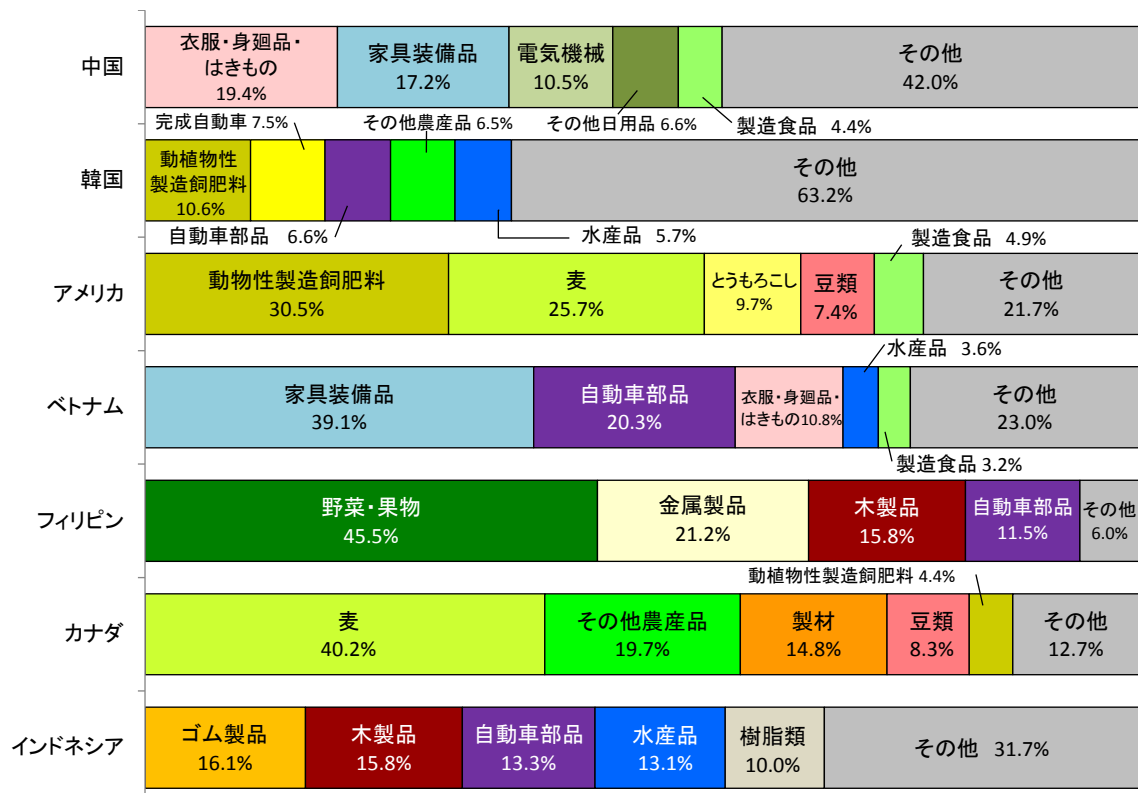 中国
衣服・身廻品・
はきもの
19.4%
家具装備品
17.2%
電気機械
10.5%
その他
42.0%
その他日用品 6.6%
製造食品 4.4%
韓国
完成自動車 7.5%
その他農産品 6.5%
動植物性
製造飼肥料
10.6%
その他
63.2%
自動車部品 6.6%
水産品 5.7%
アメリカ
製造食品 4.9%
動物性製造飼肥料
30.5%
麦
25.7%
とうもろこし
9.7%
豆類
7.4%
その他
21.7%
ベトナム
水産品 3.6%
家具装備品
39.1%
自動車部品
20.3%
衣服・身廻品・
はきもの10.8%
その他
23.0%
製造食品 3.2%
フィリピン
野菜・果物
45.5%
金属製品
21.2%
木製品
15.8%
自動車部品
11.5%
その他
6.0%
カナダ
動植物性製造飼肥料 4.4%
麦
40.2%
その他農産品
19.7%
製材
14.8%
豆類
8.3%
その他
12.7%
インドネシア
ゴム製品
16.1%
木製品
15.8%
自動車部品
13.3%
水産品
13.1%
樹脂類
10.0%
その他 31.7%